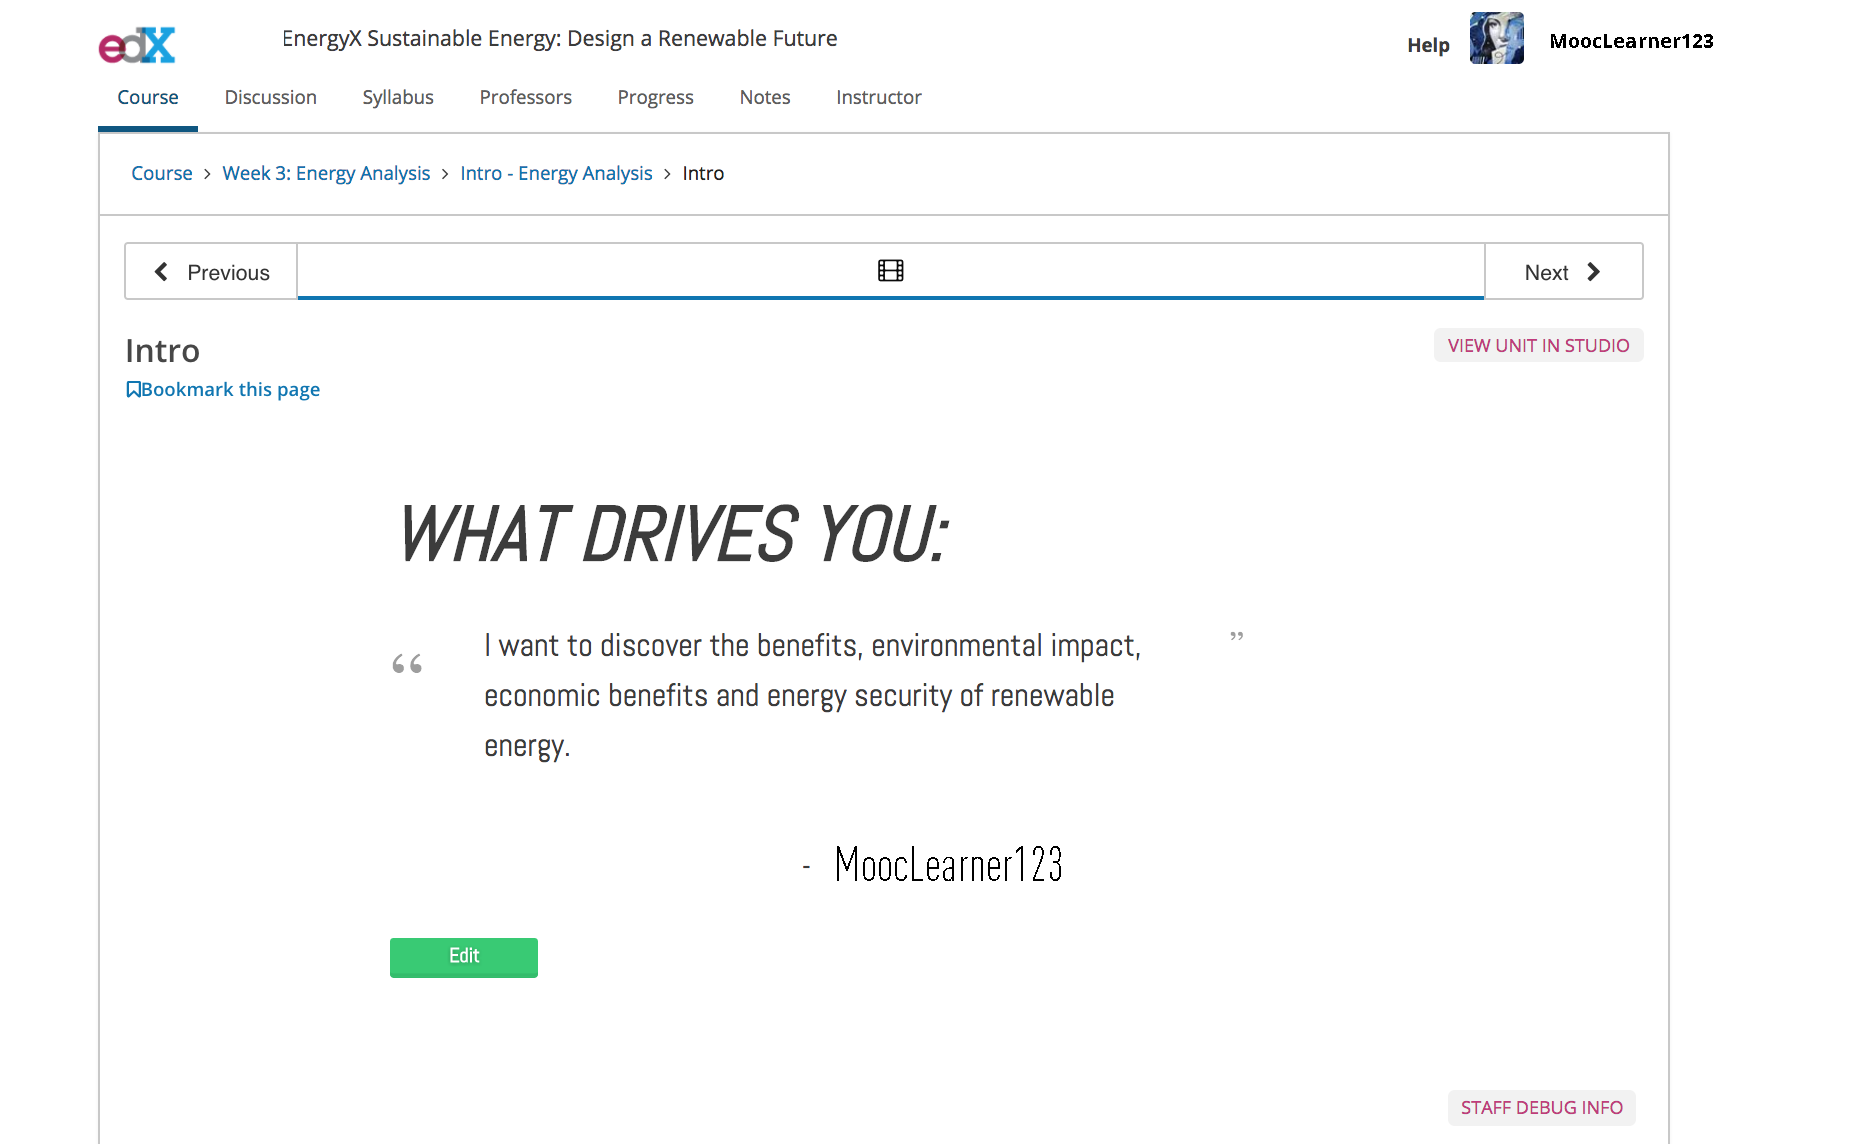 edX
EnergyX Sustainable Energy: Design a Renewable Future
Help
MoocLearner123
Course
Discussion
Syllabus
Professors
Progress
Notes
Instructor
Course > Week 3: Energy Analysis > Intro - Energy Analysis > Intro
Previous
Next
Intro
VIEW UNIT IN STUDIO
Bookmark this page
WHAT DRIVES YOU:
“ I want to discover the benefits, environmental impact, ”
economic benefits and energy security of renewable
energy.
- MoocLearner123
Edit
STAFF DEBUG INFO